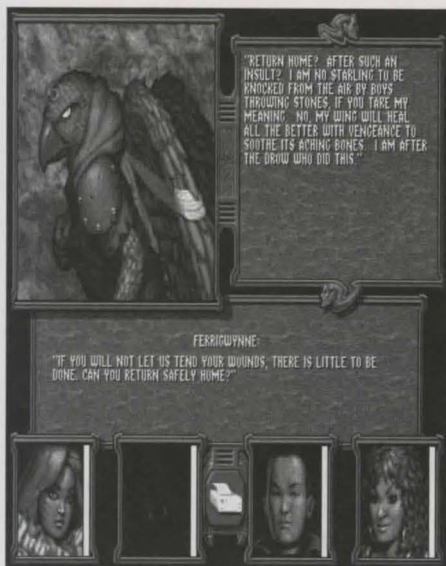 "RETURN HOME? AFTER SUCH AN
INSULT? I AM NO STARLING TO BE
KNOCKED FROM THE AIR BY BOYS
THROWING STONES, IF YOU TAKE MY
MEANING. NO, MY WING WILL HEAL
ALL THE BETTER WITH VENGEANCE TO
SOOTHE ITS ACHING BONES. I AM AFTER
THE DROW WHO DID THIS."
FERRIGWYNNE:
"IF YOU WILL NOT LET US TEND YOUR WOUNDS, THERE IS LITTLE TO BE
DONE. CAN YOU RETURN SAFELY HOME?"